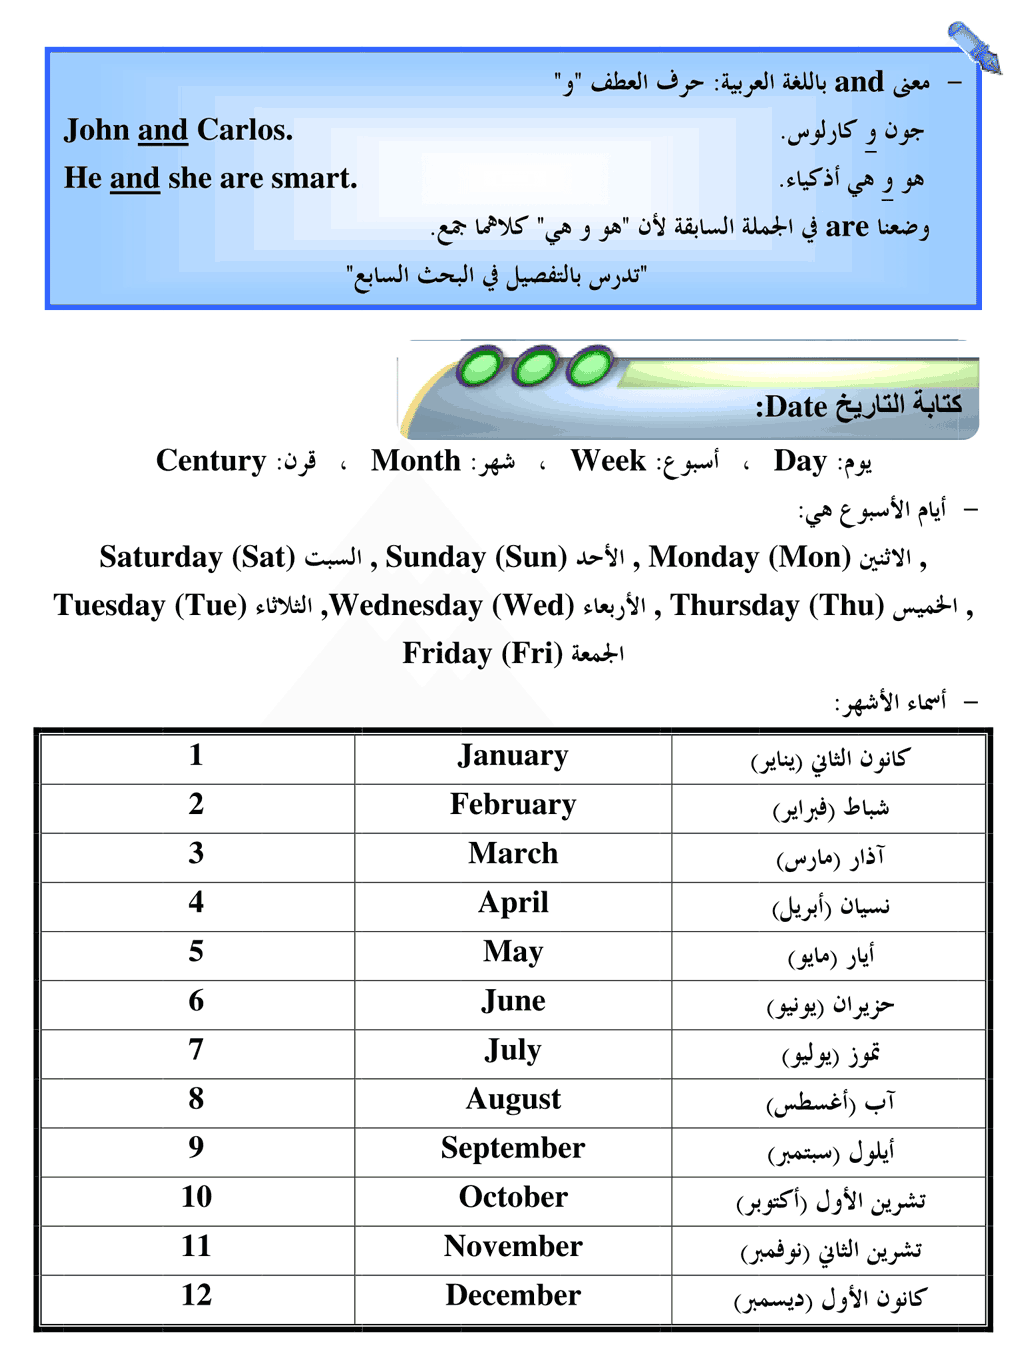 – معنى and باللغة العربية: حرف العطف "و"
جون و كارلوس. John and Carlos.
هو و هي أذكياء. He and she are smart.
وضعنا are في الجملة السابقة لأن "هو و هي" كلاهما جمع.
"تدرس بالتفصيل في البحث السابع"
كتابة التاريخ Date:
يوم: Day ، أسبوع: Week ، شهر: Month ، قرن: Century
– أيام الأسبوع هي:
Saturday (Sat) السبت , Sunday (Sun) الأحد , Monday (Mon) الاثنين ,
Tuesday (Tue) الثلاثاء ,Wednesday (Wed) الأربعاء , Thursday (Thu) الخميس ,
Friday (Fri) الجمعة
– أسماء الأشهر:
1 January كانون الثاني (يناير)
2 February شباط (فبراير)
3 March آذار (مارس)
4 April نسيان (أبريل)
5 May أيار (مايو)
6 June حزيران (يونيو)
7 July تموز (يوليو)
8 August آب (أغسطس)
9 September أيلول (سبتمبر)
10 October تشرين الأول (أكتوبر)
11 November تشرين الثاني (نوفمبر)
12 December كانون الأول (ديسمبر)